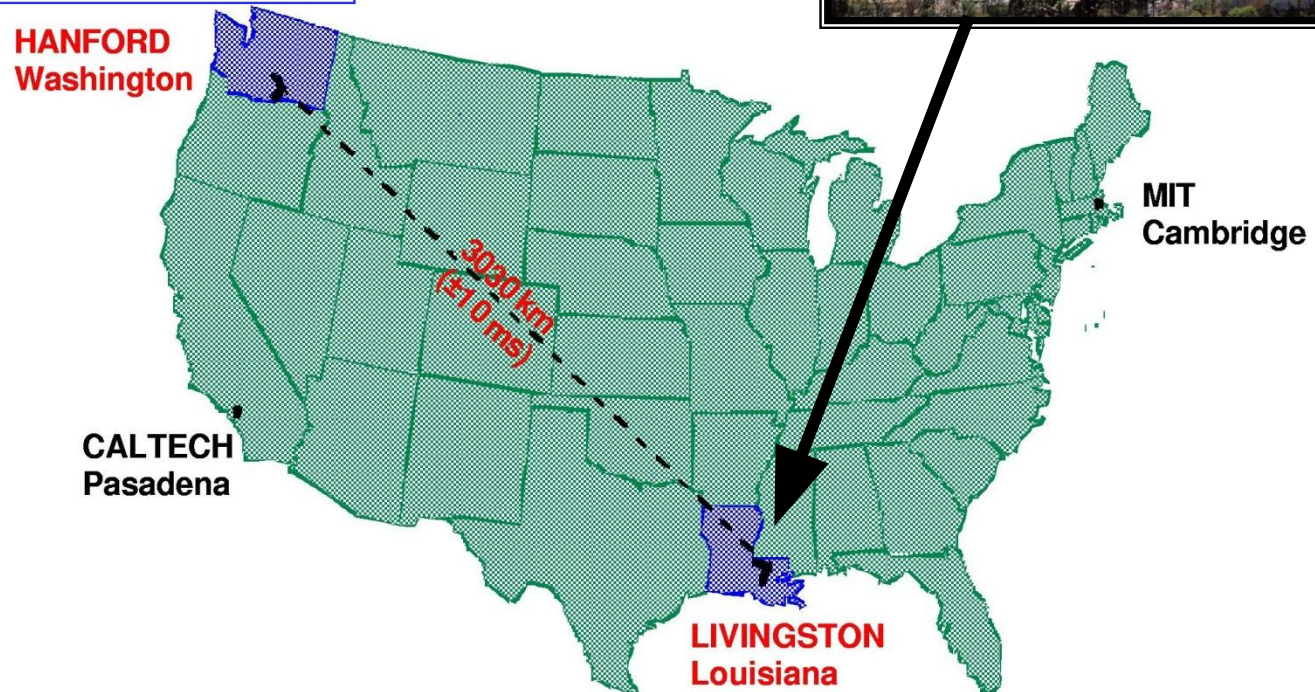 HANFORD
Washington
3030 km
(±10 ms)
MIT
Cambridge
CALTECH
Pasadena
LIVINGSTON
Louisiana